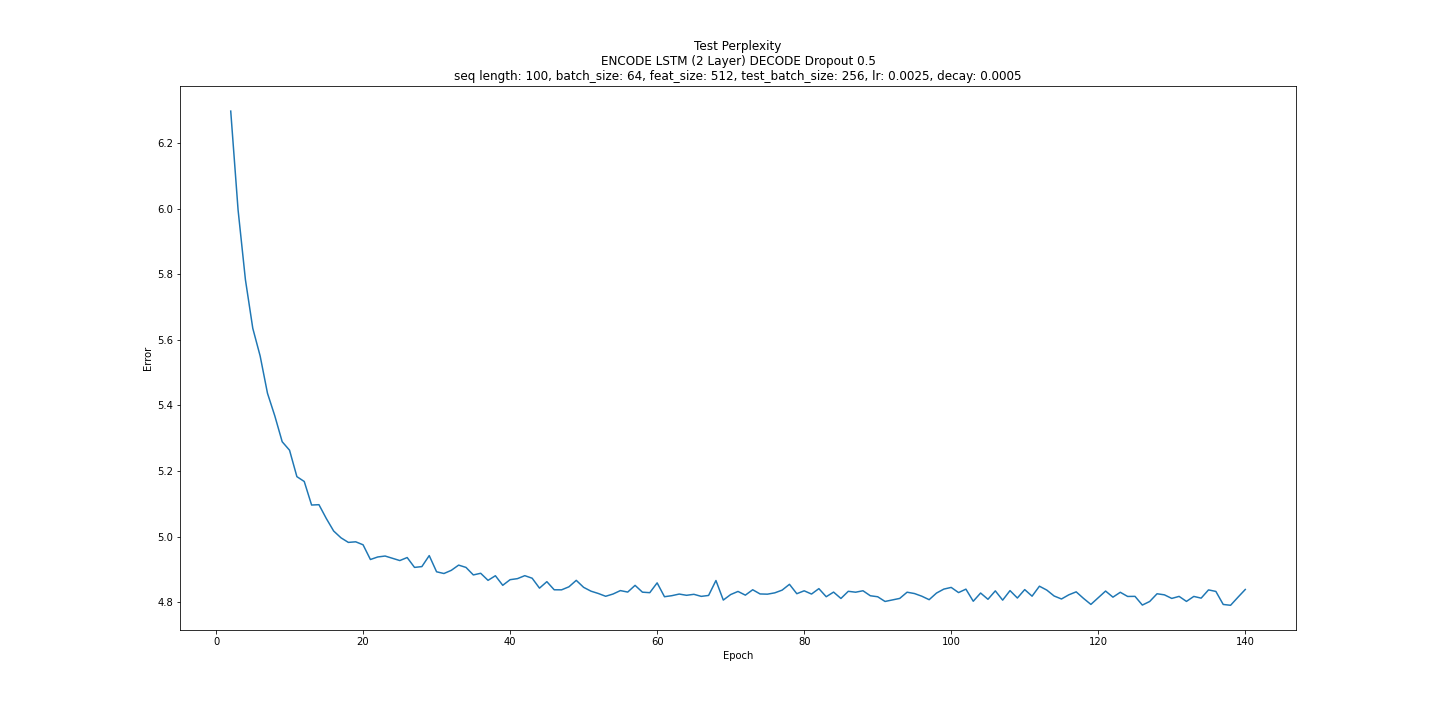 Test Perplexity
ENCODE LSTM (2 Layer) DECODE Dropout 0.5
seq length: 100, batch_size: 64, feat_size: 512, test_batch_size: 256, lr: 0.0025, decay: 0.0005
6.2
6.0
5.8
5.6
5.4
5.2
5.0
4.8
Error
0 20 40 60 80 100 120 140
Epoch